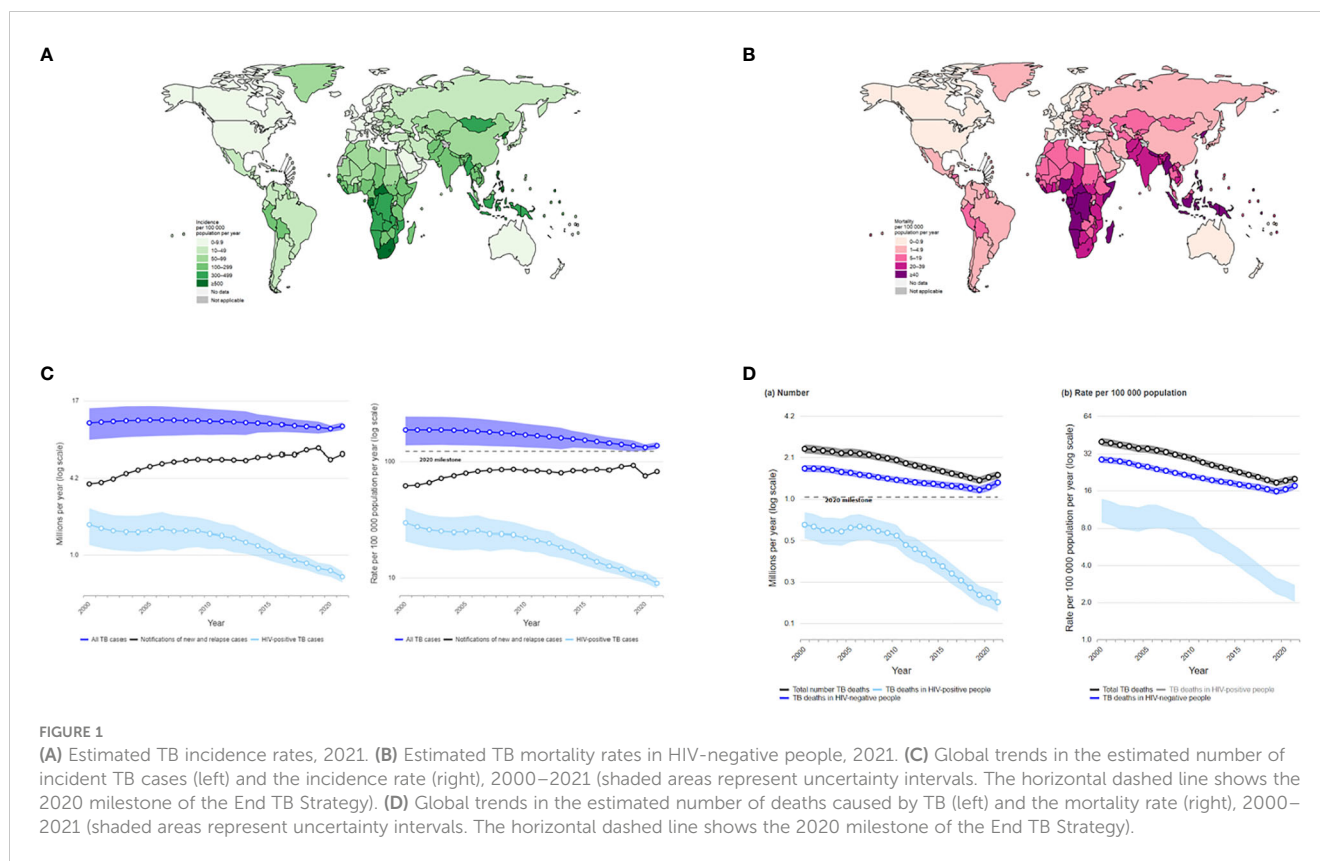 A
B
Incidence
per 100 000
population per year
0-9.9
10–49
50–99
100–299
300–499
≥500
No data
Not applicable
Mortality
per 100 000
population per year
0–0.9
1–4.9
5–19
20–39
≥40
No data
Not applicable
C
17
4.2
1.0
Millions per year (log scale)
2000
2005
2010
2015
2020
Year
100
10
Rate per 100 000 population per year (log scale)
2020 milestone
2000
2005
2010
2015
2020
Year
All TB cases Notifications of new and relapse cases HIV-positive TB cases
All TB cases Notifications of new and relapse cases HIV-positive TB cases
D
(a) Number
4.2
2.1
1.0
0.5
0.3
0.1
Millions per year (log scale)
2020 milestone
2000
2005
2010
2015
2020
Year
Total number TB deaths TB deaths in HIV-positive people
TB deaths in HIV-negative people
(b) Rate per 100 000 population
64
32
16
8.0
4.0
2.0
1.0
Rate per 100 000 population per year (log scale)
2000
2005
2010
2015
2020
Year
Total TB deaths TB deaths in HIV-positive people
TB deaths in HIV-negative people
FIGURE 1
(A) Estimated TB incidence rates, 2021. (B) Estimated TB mortality rates in HIV-negative people, 2021. (C) Global trends in the estimated number of
incident TB cases (left) and the incidence rate (right), 2000–2021 (shaded areas represent uncertainty intervals. The horizontal dashed line shows the
2020 milestone of the End TB Strategy). (D) Global trends in the estimated number of deaths caused by TB (left) and the mortality rate (right), 2000–
2021 (shaded areas represent uncertainty intervals. The horizontal dashed line shows the 2020 milestone of the End TB Strategy).